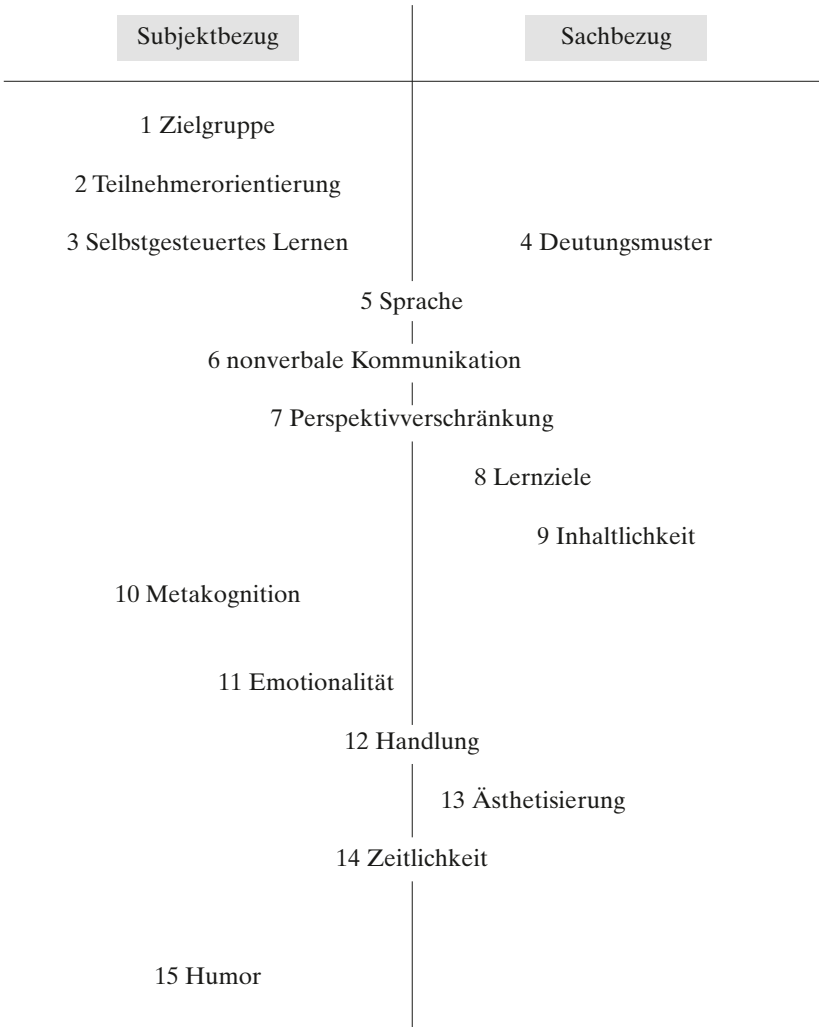 Subjektbezug
Sachbezug
1 Zielgruppe
2 Teilnehmerorientierung
3 Selbstgesteuertes Lernen
4 Deutungsmuster
5 Sprache
6 nonverbale Kommunikation
7 Perspektivverschränkung
8 Lernziele
9 Inhaltlichkeit
10 Metakognition
11 Emotionalität
12 Handlung
13 Ästhetisierung
14 Zeitlichkeit
15 Humor